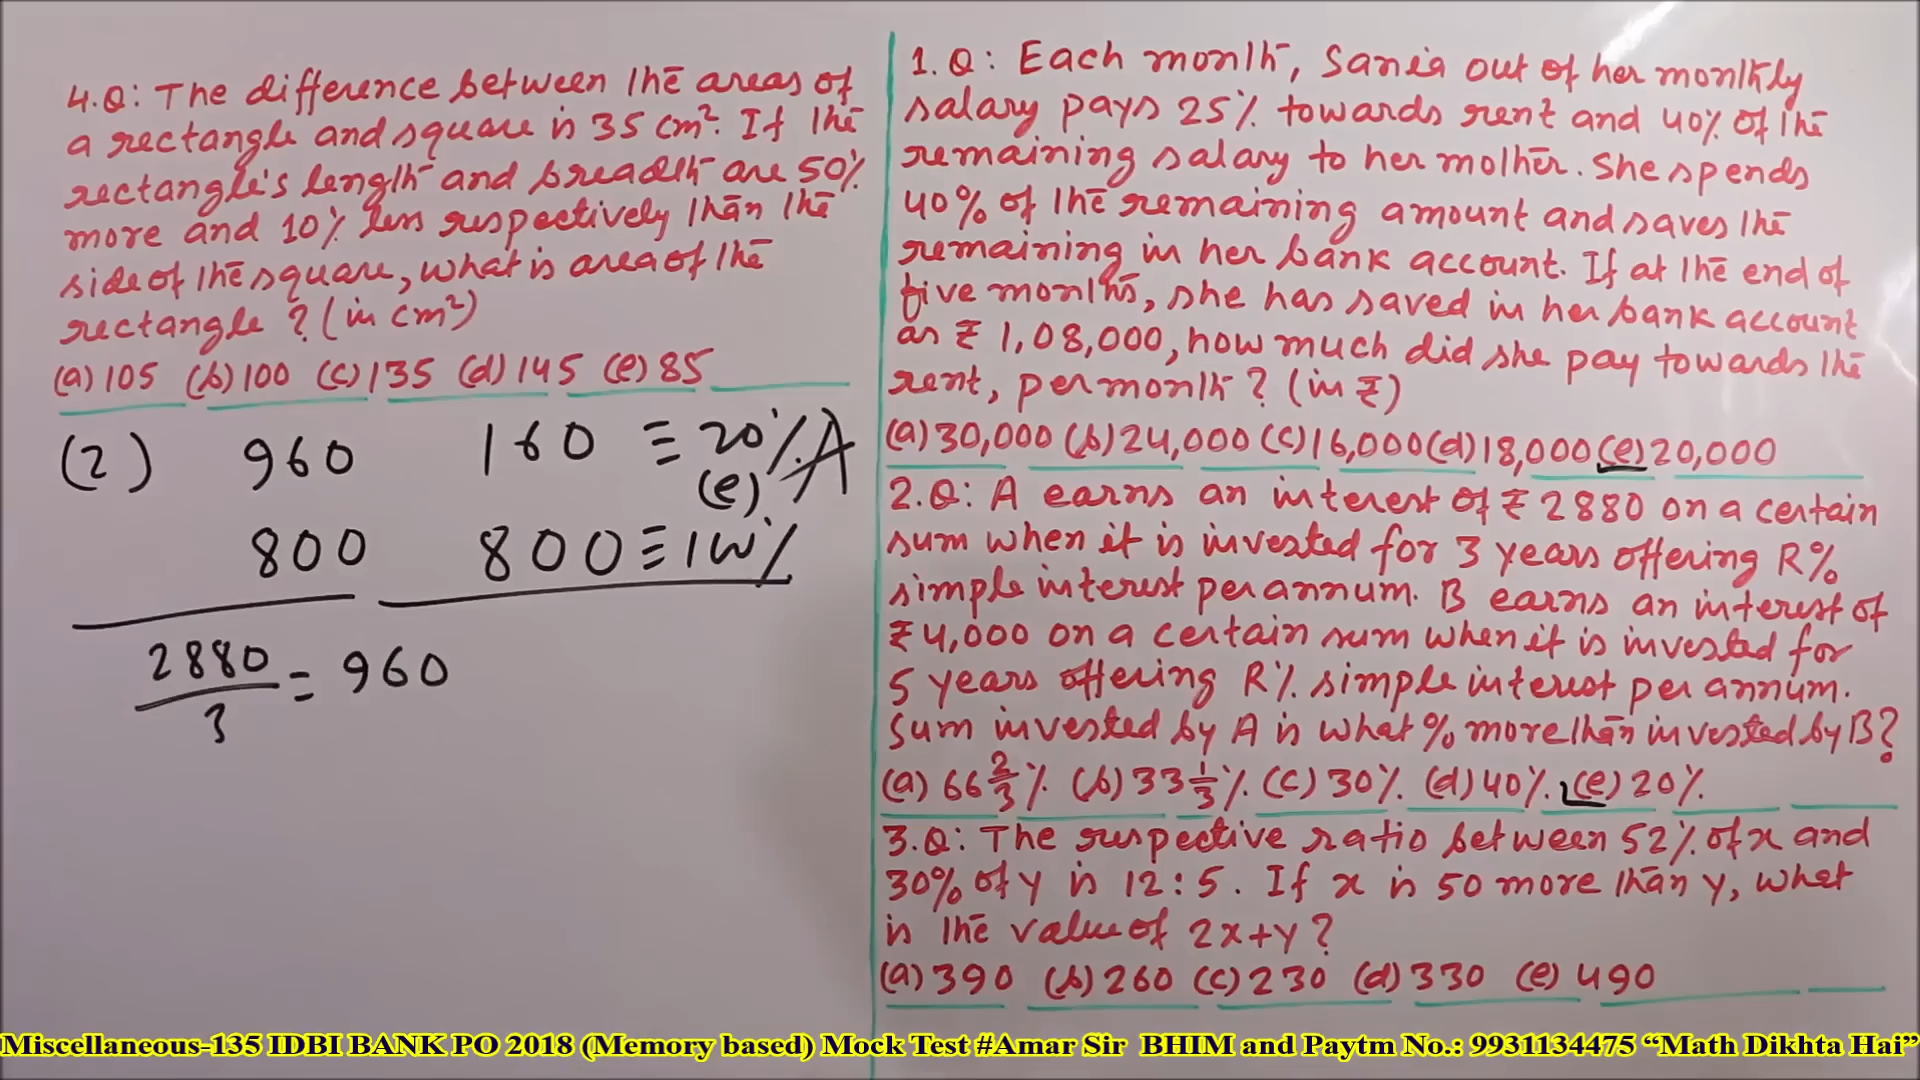 4.Q: The difference between the areas of
a rectangle and square is 35 cm². If the
rectangle's length and breadth are 50%
more and 10% less respectively than the
side of the square, what is area of the
rectangle? (in cm²)
(a) 105 (b) 100 (c) 135 (d) 145 (e) 85
(2) 960 160 ≡ 20% A
(e)
800 800 ≡ 100%
2880/3 = 960
1.Q: Each month, Sania out of her monthly
salary pays 25% towards rent and 40% of the
remaining salary to her mother. She spends
40% of the remaining amount and saves the
remaining in her bank account. If at the end of
five months, she has saved in her bank account
as ₹ 1,08,000, how much did she pay towards the
rent, per month? (in ₹)
(a) 30,000 (b) 24,000 (c) 16,000 (d) 18,000 (e) 20,000
2.Q: A earns an interest of ₹ 2880 on a certain
sum when it is invested for 3 years offering R%
simple interest per annum. B earns an interest of
₹ 4,000 on a certain sum when it is invested for
5 years offering R% simple interest per annum.
Sum invested by A is what % more than invested by B?
(a) 66 2/3 % (b) 33 1/3 % (c) 30% (d) 40% (e) 20%
3.Q: The respective ratio between 52% of x and
30% of y is 12:5. If x is 50 more than y, what
is the value of 2x+y?
(a) 390 (b) 260 (c) 230 (d) 330 (e) 490
Miscellaneous-135 IDBI BANK PO 2018 (Memory based) Mock Test #Amar Sir BHIM and Paytm No.: 9931134475 “Math Dikhta Hai”